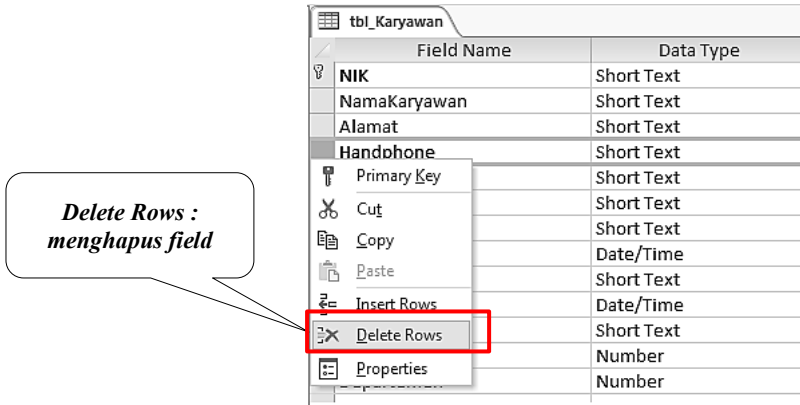 tbl_Karyawan
Field Name Data Type
NIK Short Text
NamaKaryawan Short Text
Alamat Short Text
Handphone Short Text
Primary Key Short Text
Cut Short Text
Copy Short Text
Date/Time
Paste Short Text
Insert Rows Date/Time
Delete Rows Short Text
Number
Properties Number
Delete Rows :
menghapus field